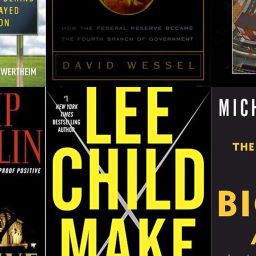 AYED
ON
WERTHEIM
HOW THE FEDERAL RESERVE BECAME
THE FOURTH BRANCH OF GOVERNMENT
DAVID WESSEL
LIN
PROOF POSITIVE
#1 NEW YORK
TIMES
BESTSELLING
AUTHOR
LEE
CHILD
MAKE
MICH
THE
BIG